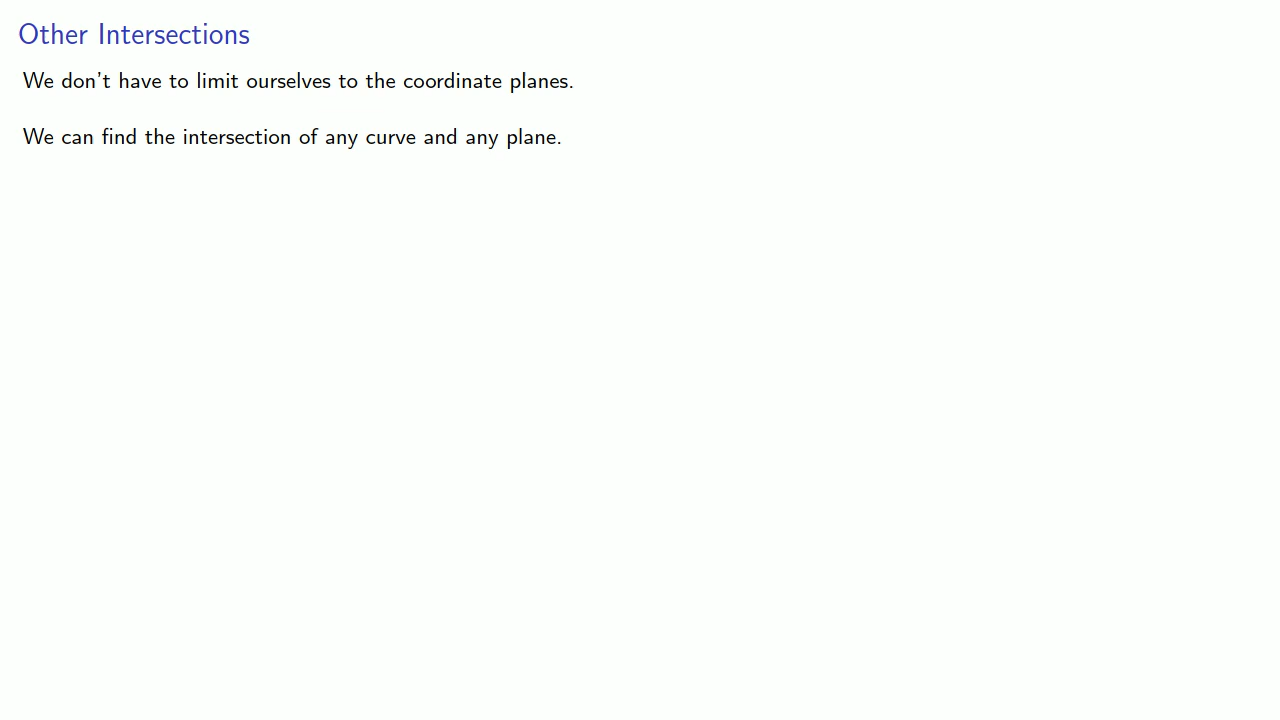 Other Intersections
We don't have to limit ourselves to the coordinate planes.
We can find the intersection of any curve and any plane.